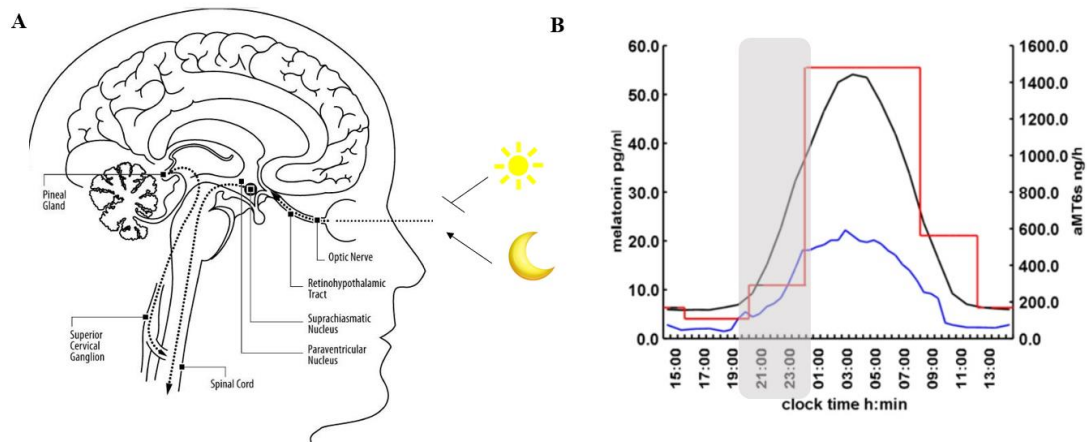 A
Pineal
Gland
Superior
Cervical
Ganglion
Spinal Cord
Optic Nerve
Retinohypothalamic
Tract
Suprachiasmatic
Nucleus
Paraventricular
Nucleus
B
60.0
50.0
40.0
30.0
20.0
10.0
0.0
melatonin pg/ml
1600.0
1400.0
1200.0
1000.0
800.0
600.0
400.0
200.0
0.0
aMT6s ng/h
15:00
17:00
19:00
21:00
23:00
01:00
03:00
05:00
07:00
09:00
11:00
13:00
clock time h:min